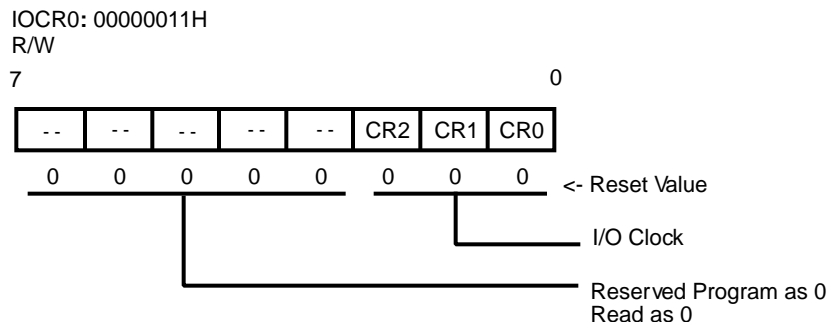 IOCR0: 00000011H
R/W
7 0
-- -- -- -- -- CR2 CR1 CR0
0 0 0 0 0 0 0 0 <- Reset Value
I/O Clock
Reserved Program as 0
Read as 0